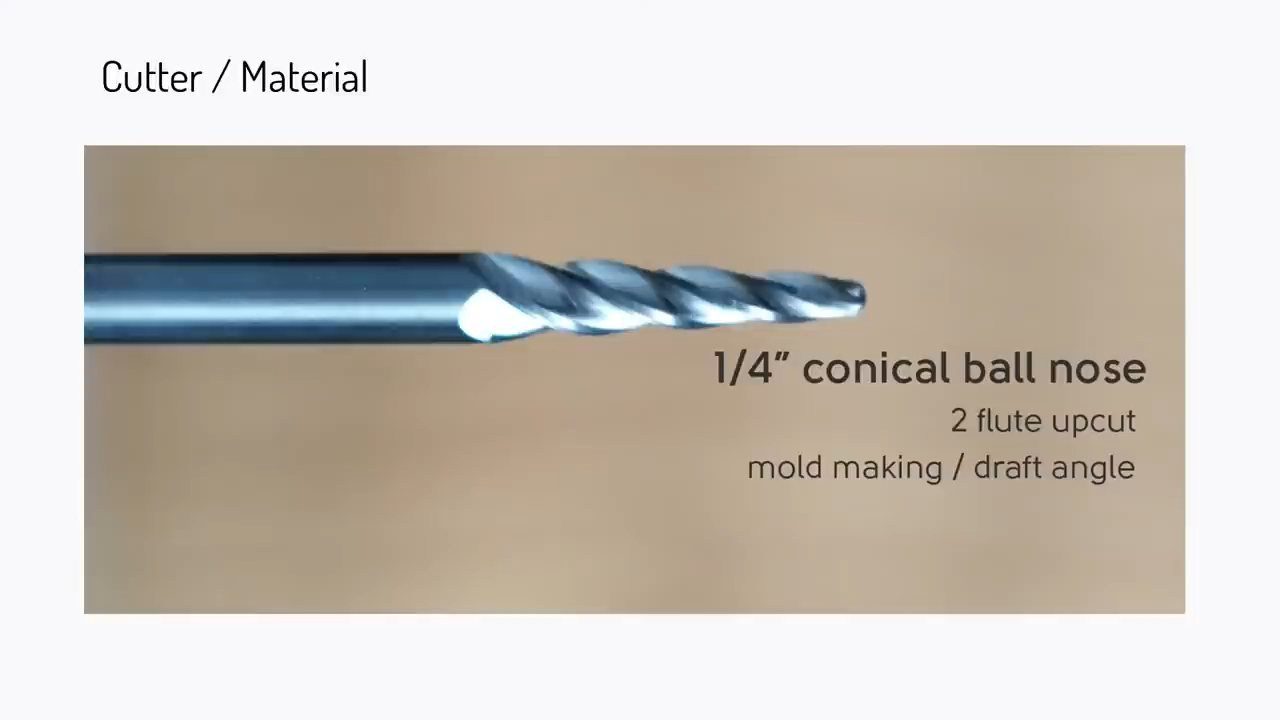 Cutter / Material
1/4” conical ball nose
2 flute upcut
mold making / draft angle